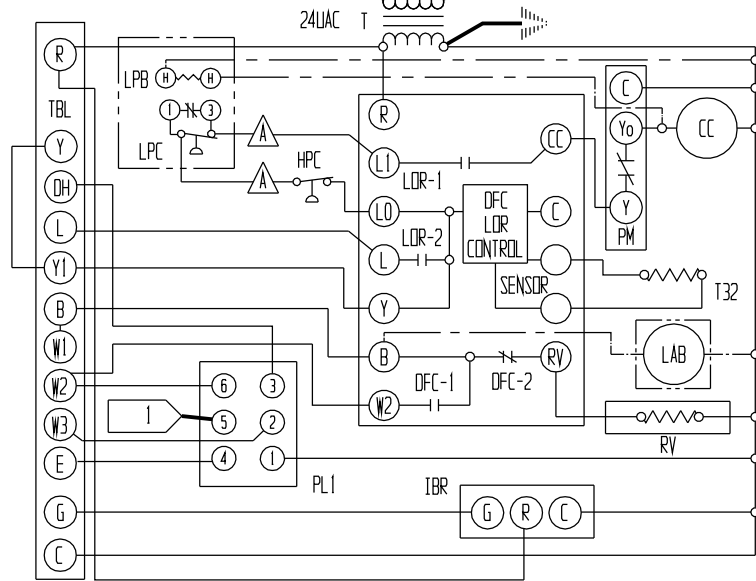 24VAC T
R
LPB H H
C
TBL
1 3
R
A
Yo
CC
Y
CC
LPC
HPC
L1
LOR-1
A
DH
LO
DFC
LOR
CONTROL
C
Y
PM
L
LOR-2
L
Y1
SENSOR
T32
B
Y
W1
B
DFC-1
DFC-2
RV
LAB
W2
6 3
W2
1
5 2
W3
RV
E
4 1
PL1
IBR
G
G R C
C